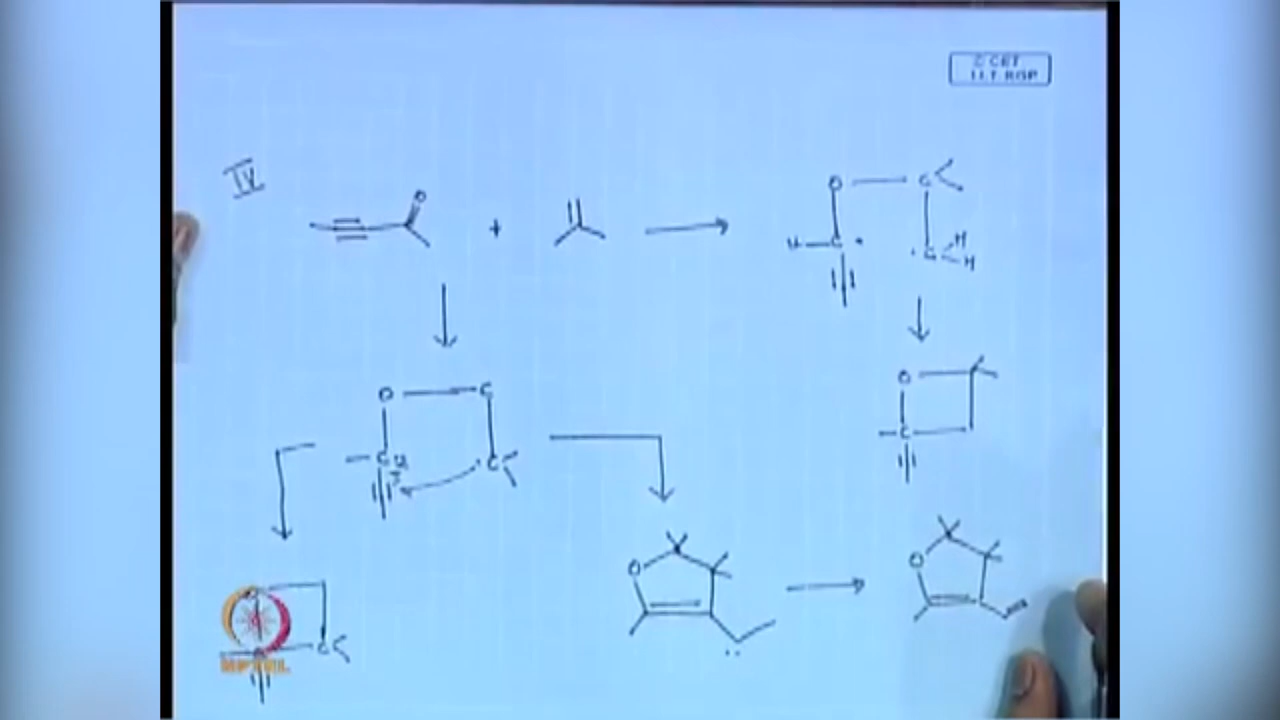 © CET
I.I.T. KGP
IV
O
+
O C
H C H
C H
O C
O
C C
C
O O
C
NPTEL